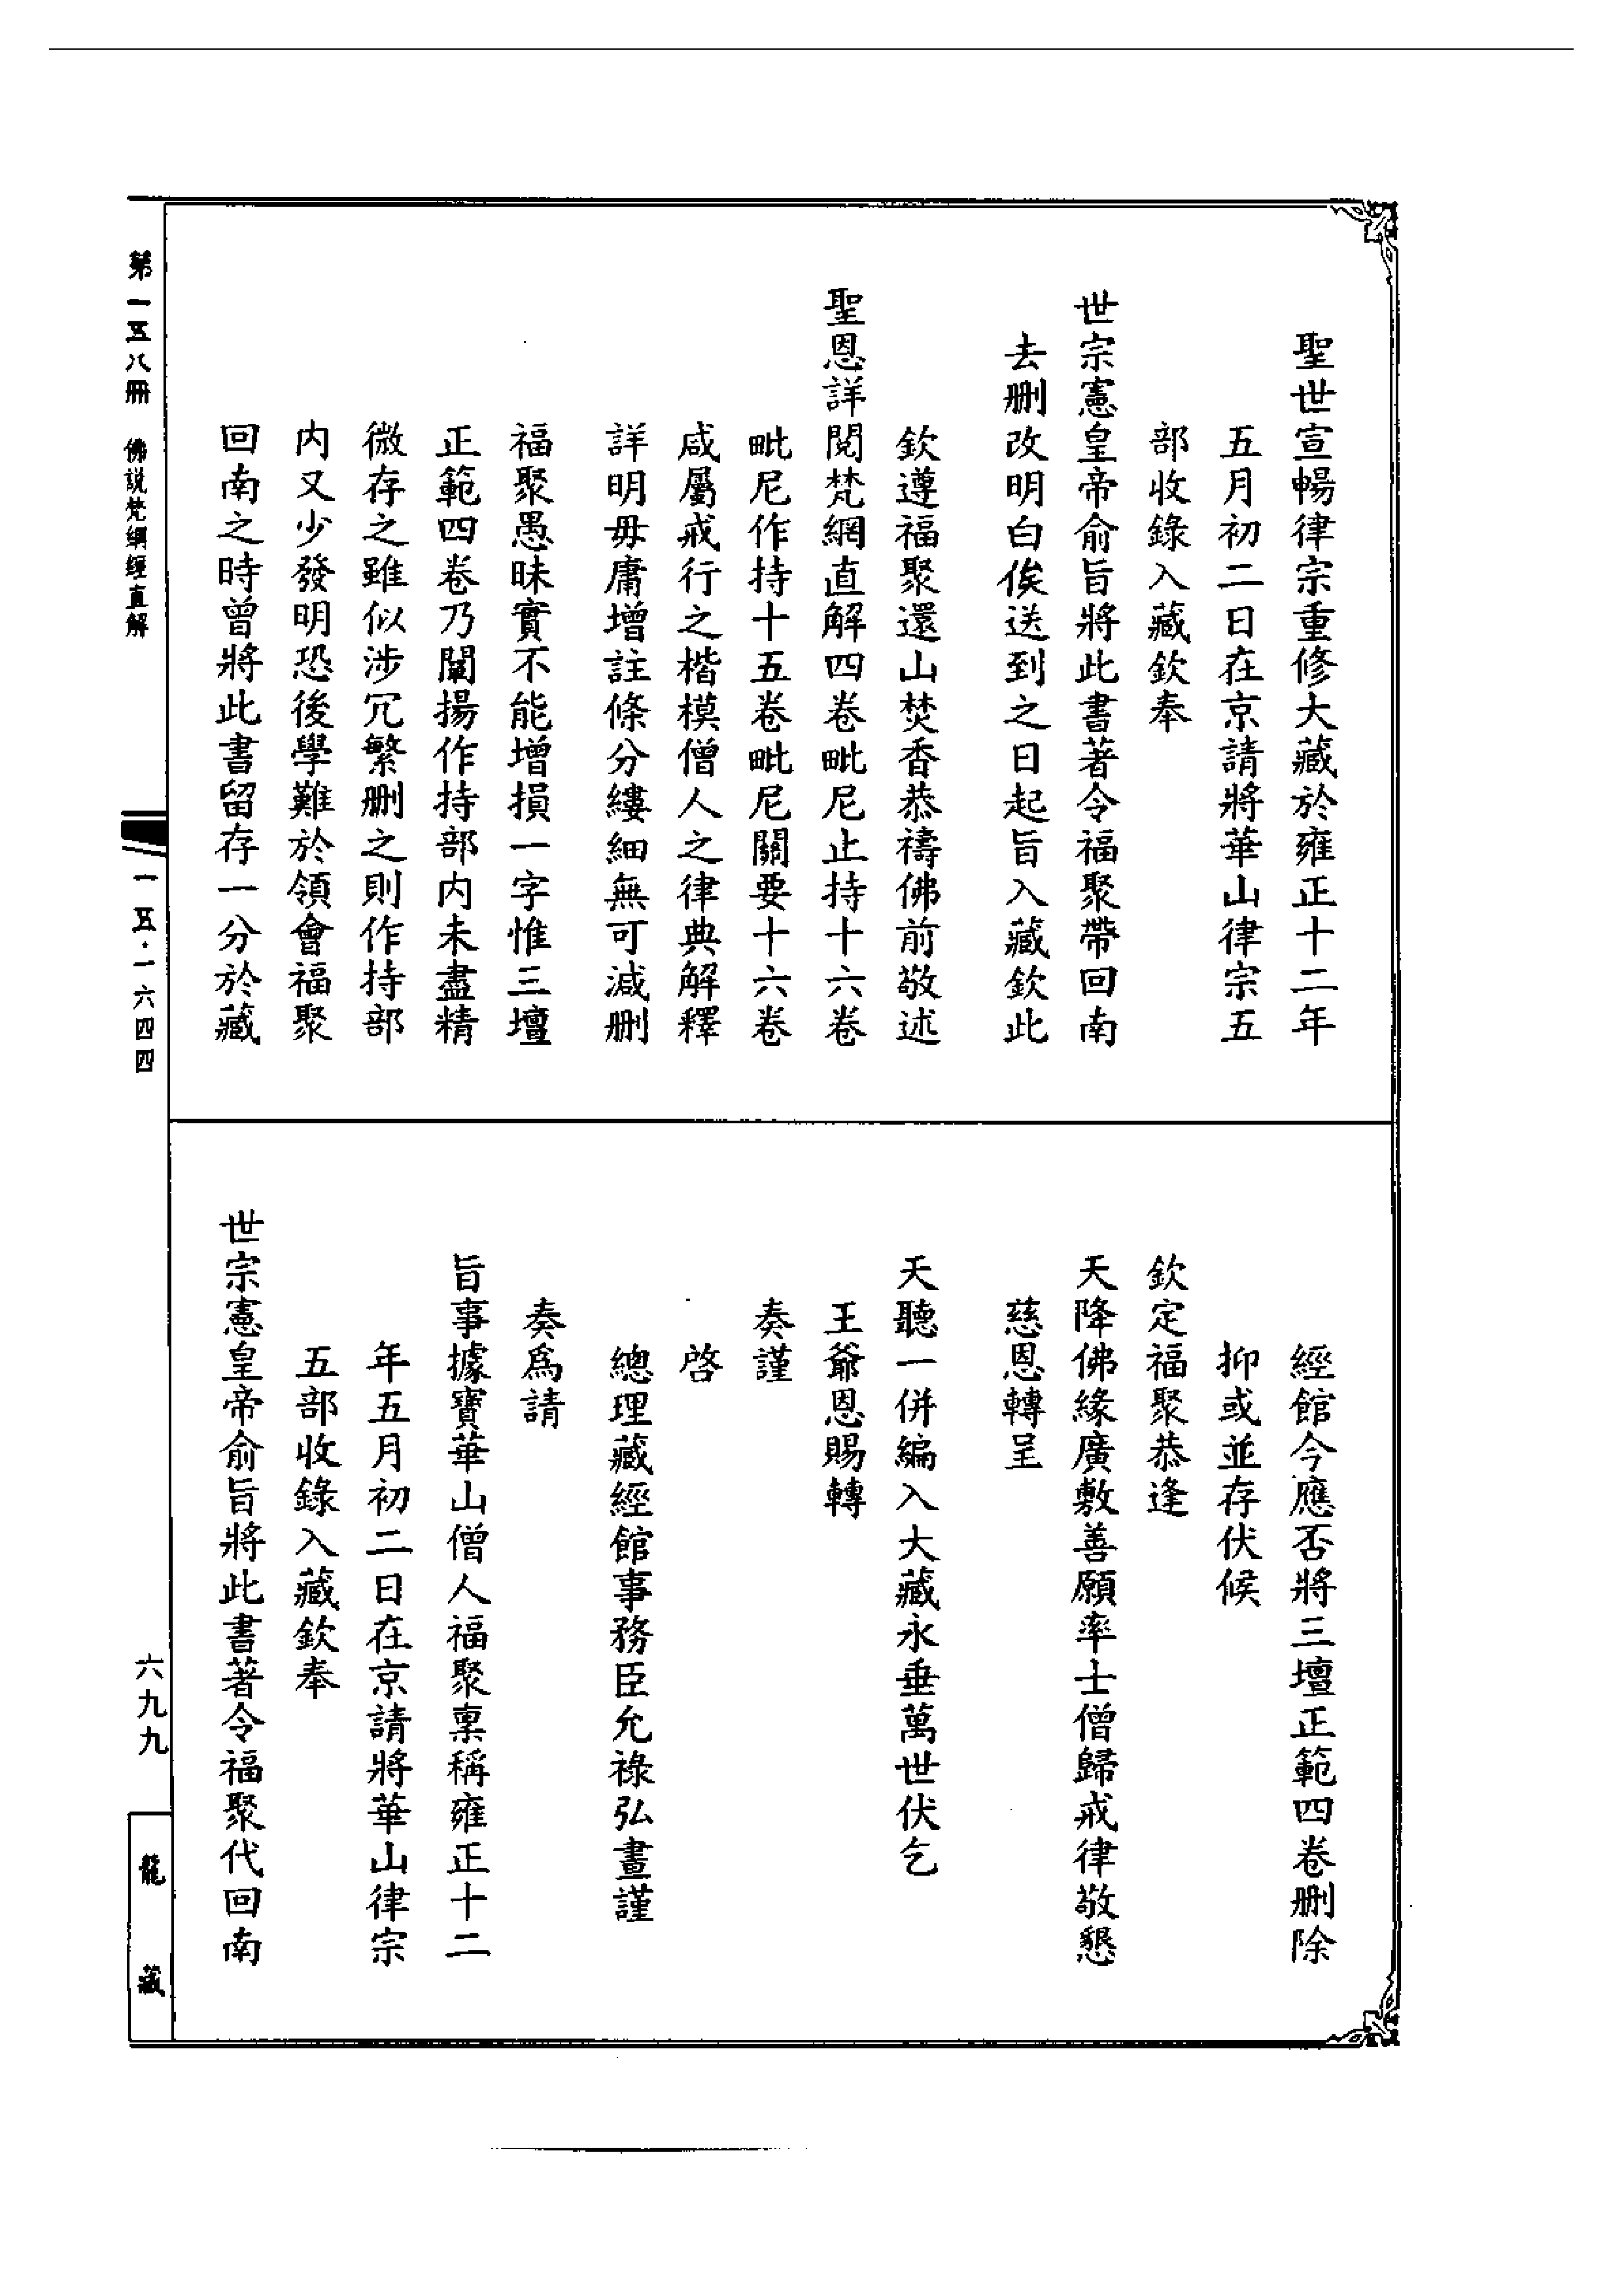 聖世宣暢律宗重修大藏於雍正十二年
五月初二日在京請將華山律宗五
部收錄入藏欽奉
世宗憲皇帝俞旨將此書著令福聚帶回南
去删改明白俟送到之日起旨入藏欽此
欽遵福聚還山焚香恭禱佛前敬述
聖恩詳閱梵網直解四卷毗尼止持十六卷
毗尼作持十五卷毗尼關要十六卷
咸屬戒行之楷模僧人之律典解釋
詳明毋庸增註條分縷細無可減删
福聚愚昧實不能增損一字惟三壇
正範四卷乃闡揚作持部内未盡精
微存之雖似涉冗繁删之則作持部
内又少發明恐後學難於領會福聚
回南之時曾將此書留存一分於藏
經館今應否將三壇正範四卷删除
抑或並存伏候
欽定福聚恭逢
天降佛緣廣敷善願率士僧歸戒律敬懇
慈恩轉呈
天聽一併編入大藏永垂萬世伏乞
王爺恩賜轉
奏謹
啓
總理藏經館事務臣允祿弘晝謹
奏爲請
旨事據寶華山僧人福聚稟稱雍正十二
年五月初二日在京請將華山律宗
五部收錄入藏欽奉
世宗憲皇帝俞旨將此書著令福聚代回南
第一五八冊　佛説梵網經直解
一五·一六四四
六九九
龍藏